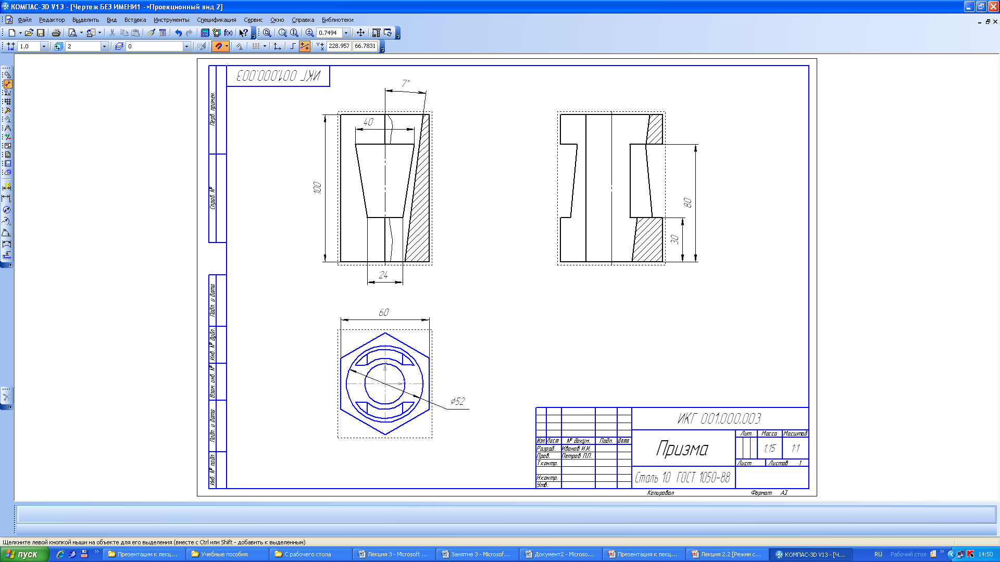 КОМПАС-3D V13 - [Чертеж БЕЗ ИМЕНИ1 ->Проекционный вид 2]
Файл Редактор Выделить Вид Вставка Инструменты Спецификация Сервис Окно Справка Библиотеки
f(x) 0.7494
1.0 2 0 228.957 66.7831
ИКГ 001.000.003
7°
40
100
80
30
24
60
⌀52
Перв. примен.
Справ. №
Подп. и дата
Инв. № дубл.
Взам. инв. №
Подп. и дата
Инв. № подл.
ИКГ 001.000.003
Лит. Масса Масштаб
Изм. Лист № докум. Подп. Дата
Разраб. Иванов И.И.
Призма
1,15 1:1
Пров. Петров П.П.
Т.контр.
Лист Листов 1
Н.контр.
Сталь 10 ГОСТ 1050-88
Утв.
Копировал Формат А3
Щелкните левой кнопкой мыши на объекте для его выделения (вместе с Ctrl или Shift - добавить к выделенным)
пуск Презентации к лекц... Учебные пособия С рабочего стола Лекция 3 - Microsoft ... Занятие 3 - Microsof... Документ2 - Microso... Презентация к лекц... Лекция 2.2 [Режим с... КОМПАС-3D V13 - [Ч... RU Рабочий стол 14:50